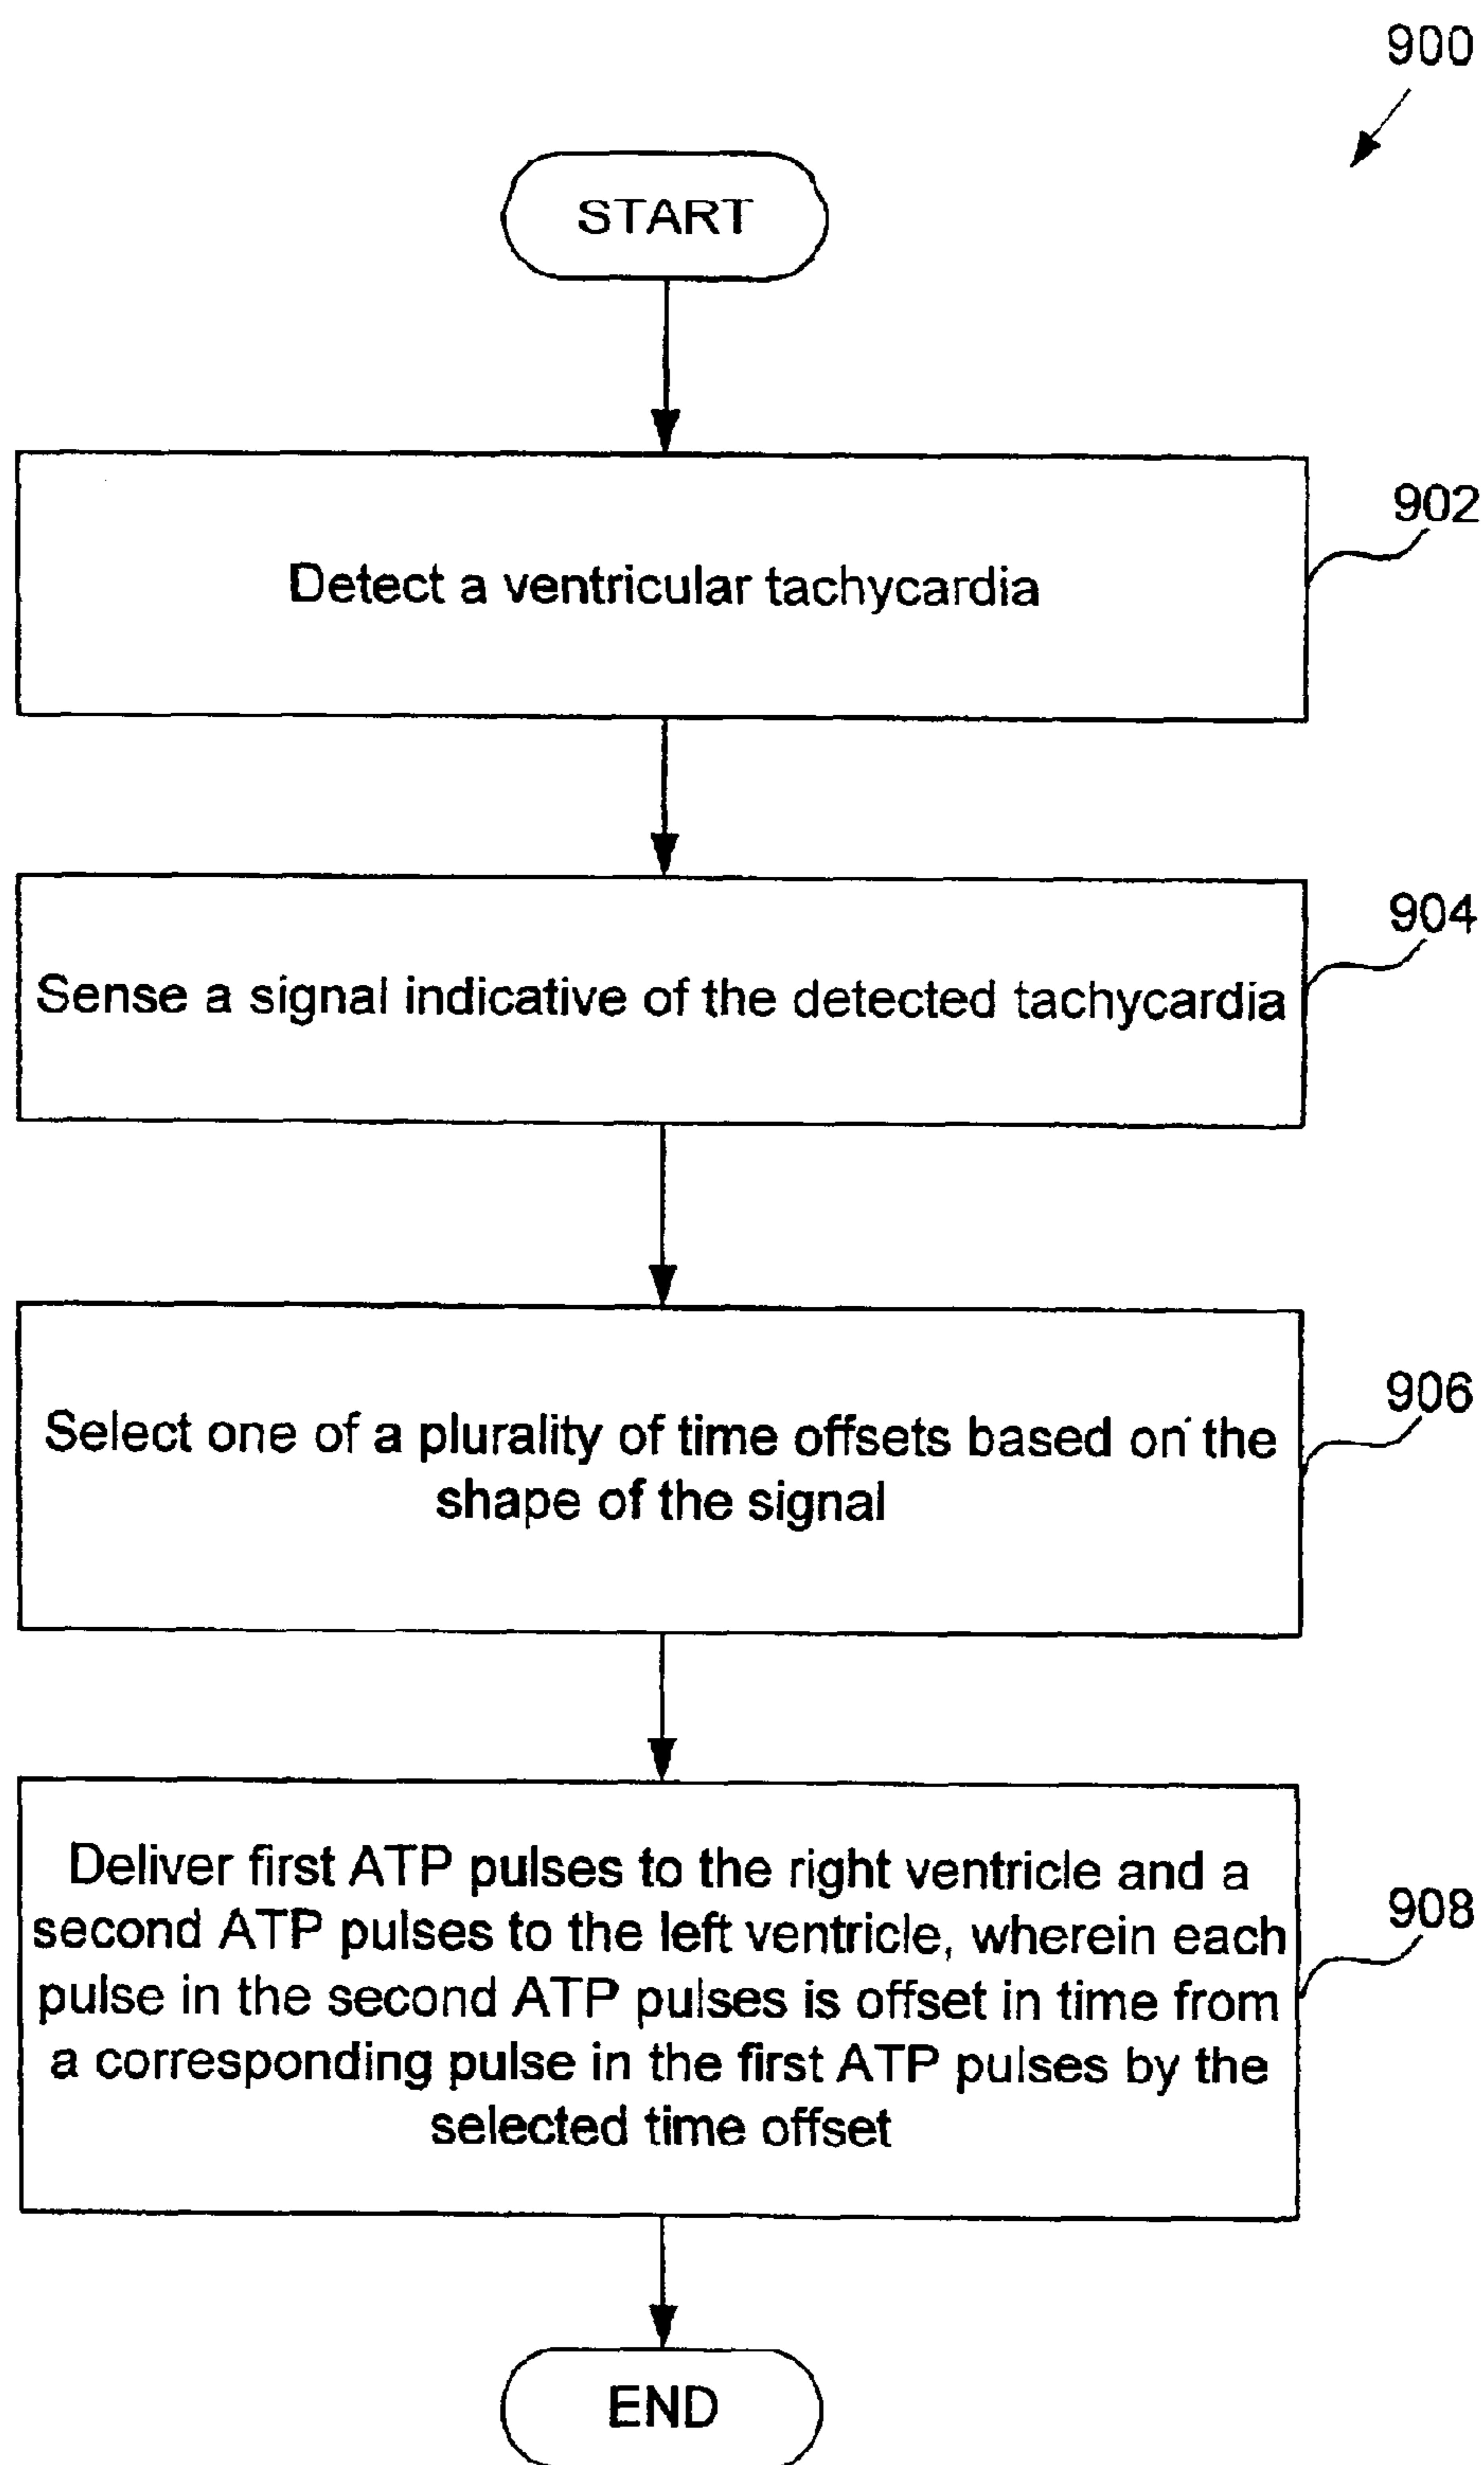 900
START
902
Detect a ventricular tachycardia
904
Sense a signal indicative of the detected tachycardia
906
Select one of a plurality of time offsets based on the
shape of the signal
Deliver first ATP pulses to the right ventricle and a
908
second ATP pulses to the left ventricle, wherein each
pulse in the second ATP pulses is offset in time from
a corresponding pulse in the first ATP pulses by the
selected time offset
END